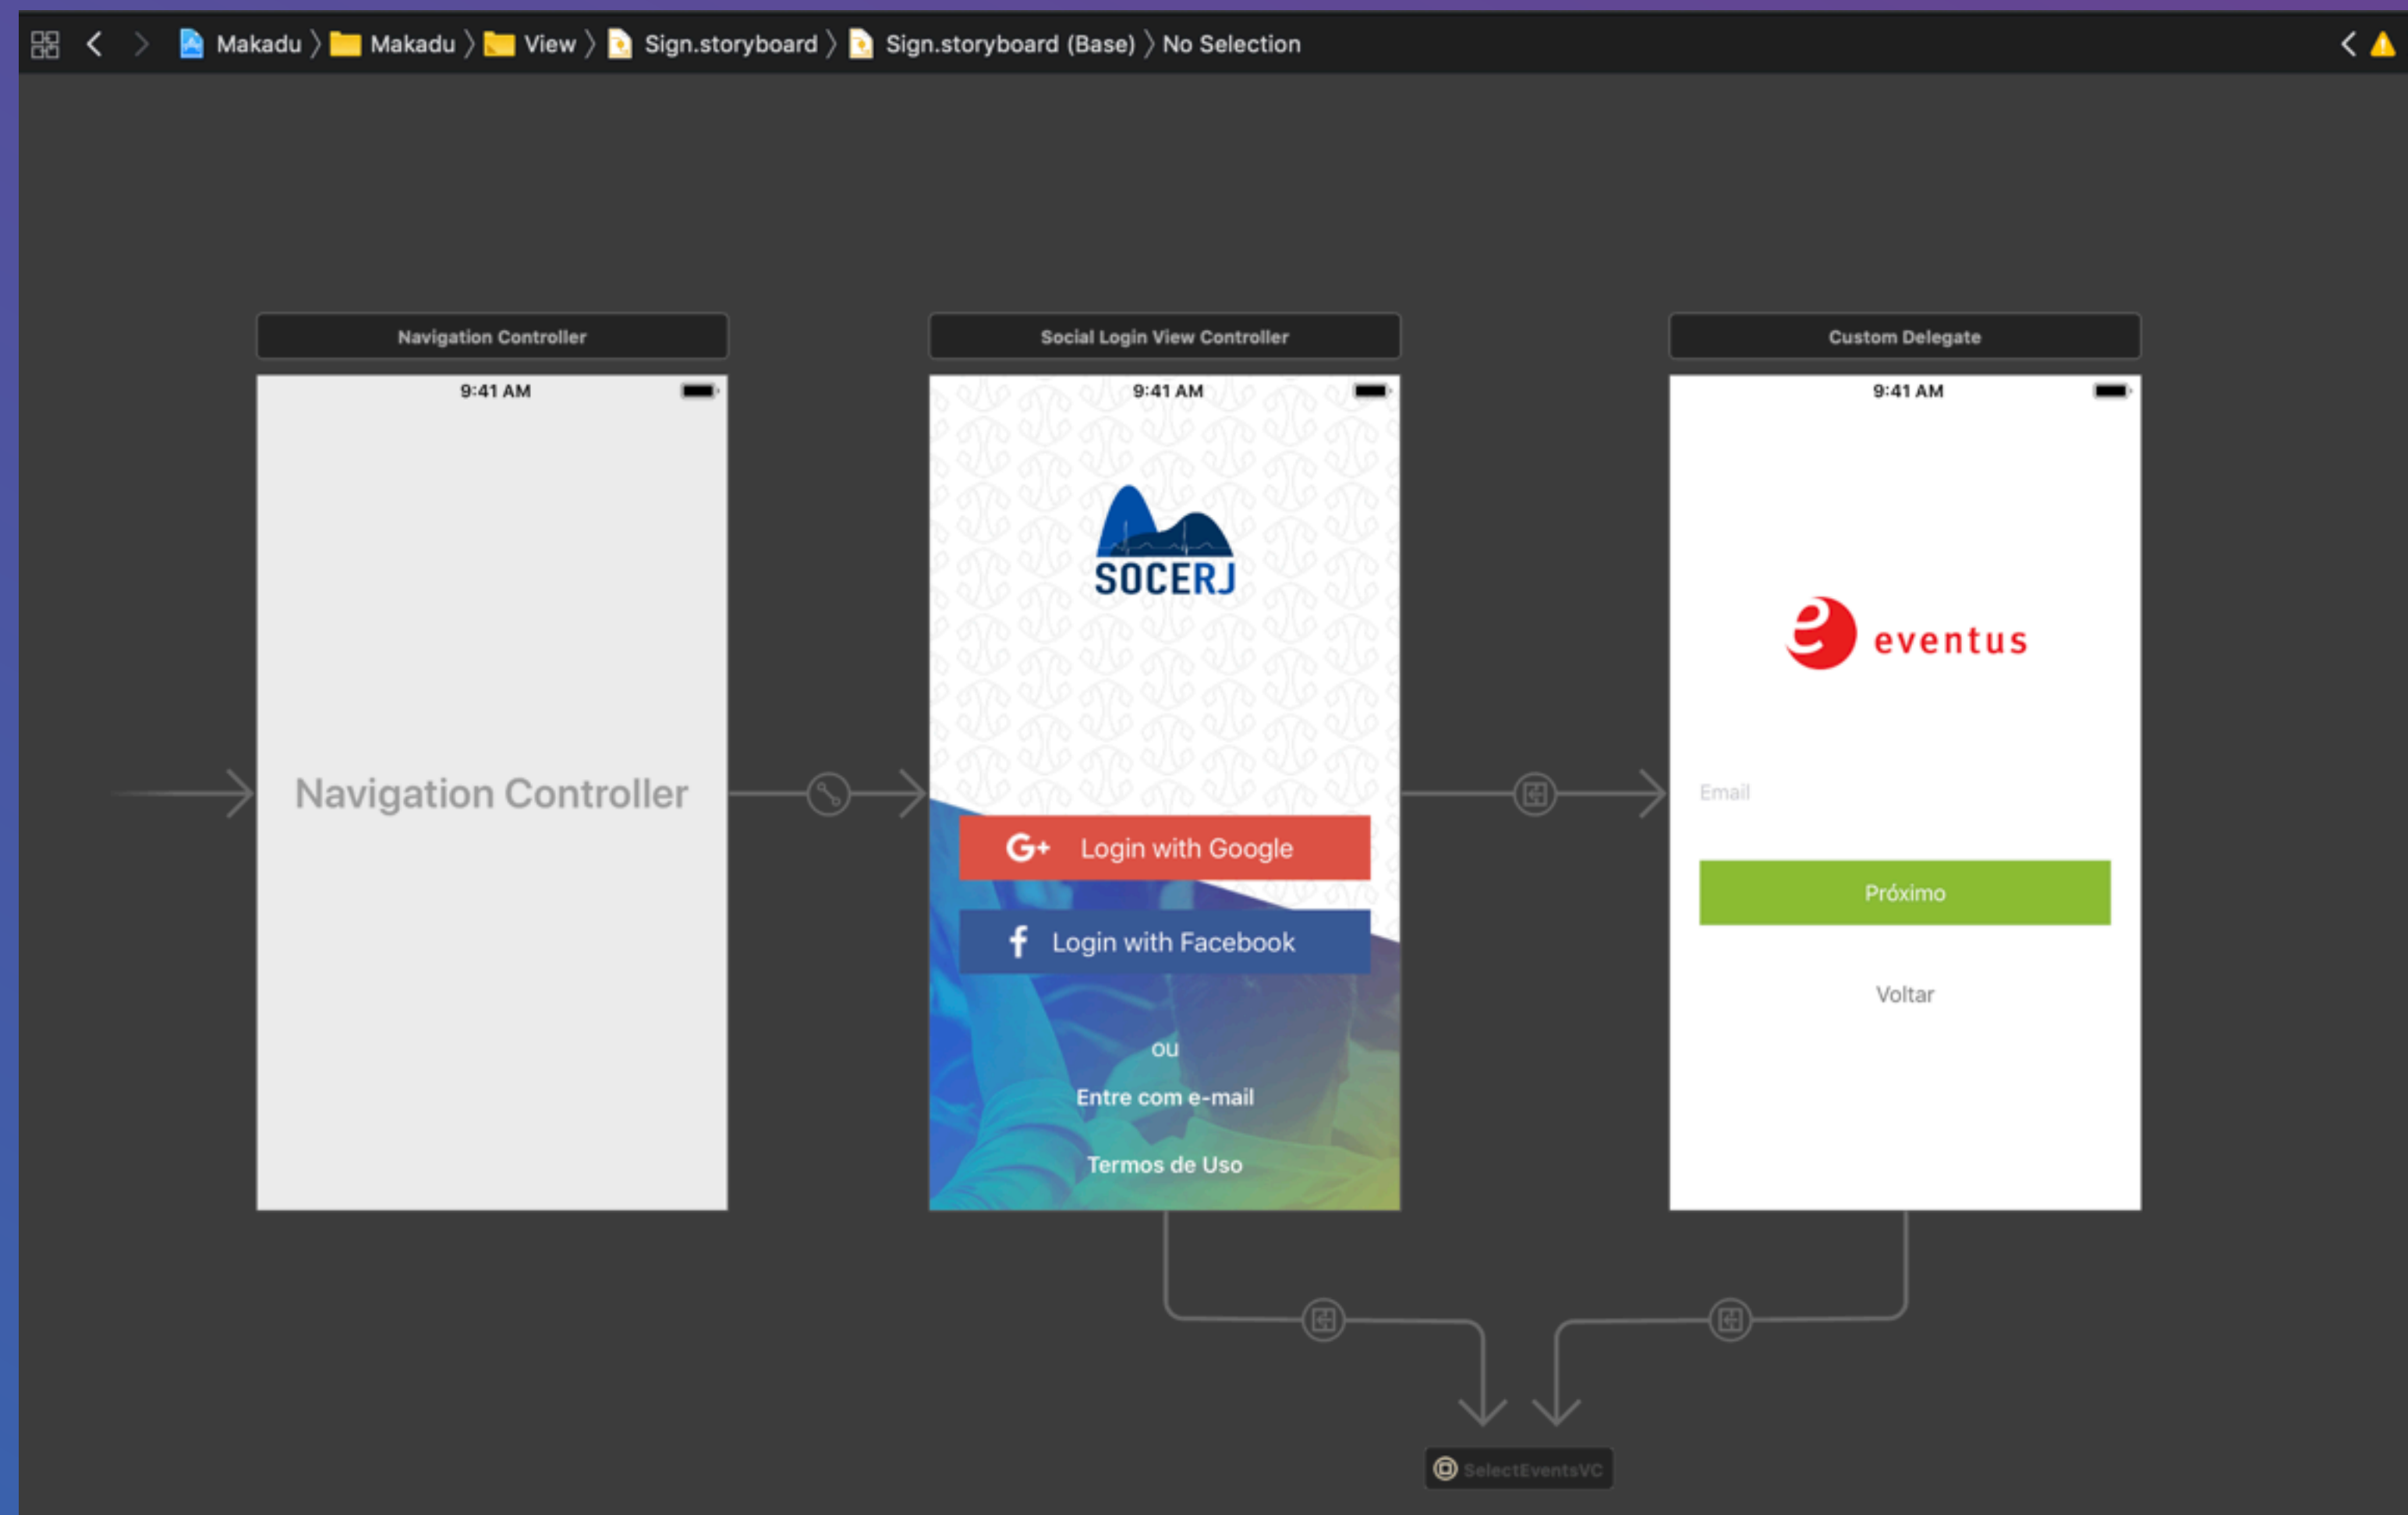 Makadu 〉 Makadu 〉 View 〉 Sign.storyboard 〉 Sign.storyboard (Base) 〉 No Selection
Navigation Controller
9:41 AM
Navigation Controller
Social Login View Controller
9:41 AM
SOCERJ
G+ Login with Google
f Login with Facebook
ou
Entre com e-mail
Termos de Uso
Custom Delegate
9:41 AM
e eventus
Email
Próximo
Voltar
SelectEventsVC